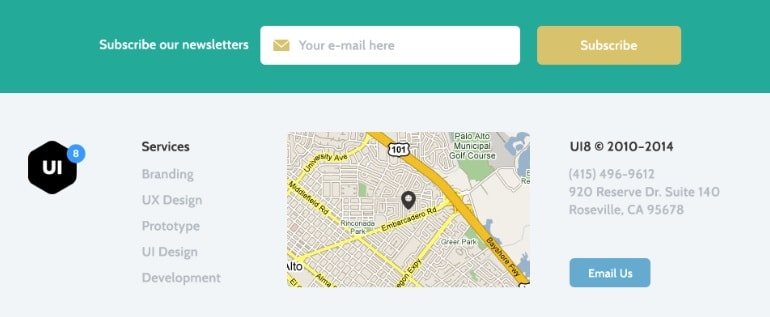 Subscribe our newsletters
Your e-mail here
Subscribe
UI
8
Services
Branding
UX Design
Prototype
UI Design
Development
University Ave
101
Palo Alto
Municipal
Golf Course
Middlefield Rd
Rinconada
Park
Embarcadero Rd
Greer Park
Bayshore Fwy
Alto
Alma
Oregon Expy
UI8 © 2010–2014
(415) 496-9612
920 Reserve Dr. Suite 140
Roseville, CA 95678
Email Us